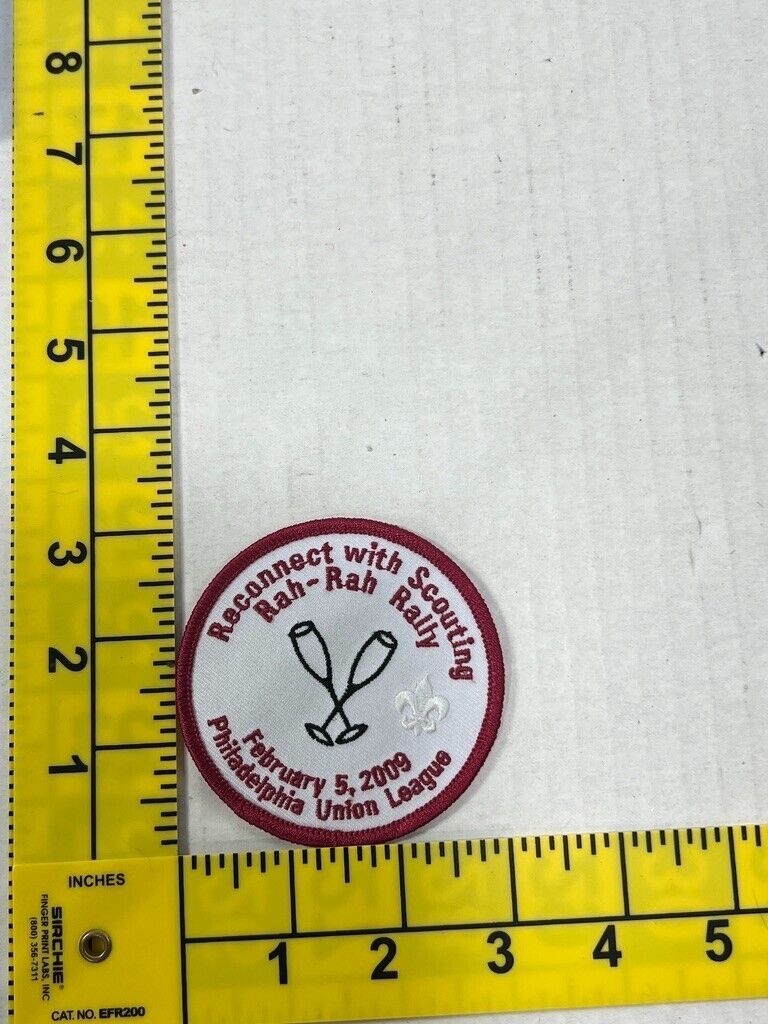 8
7
6
5
4
3
2
1
Reconnect with Scouting
Rah-Rah Rally
February 5, 2009
Philadelphia Union League
INCHES
SIRCHIE®
FINGER PRINT LABS, INC
(800) 356-7311
CAT. NO. EFR200
1 2 3 4 5